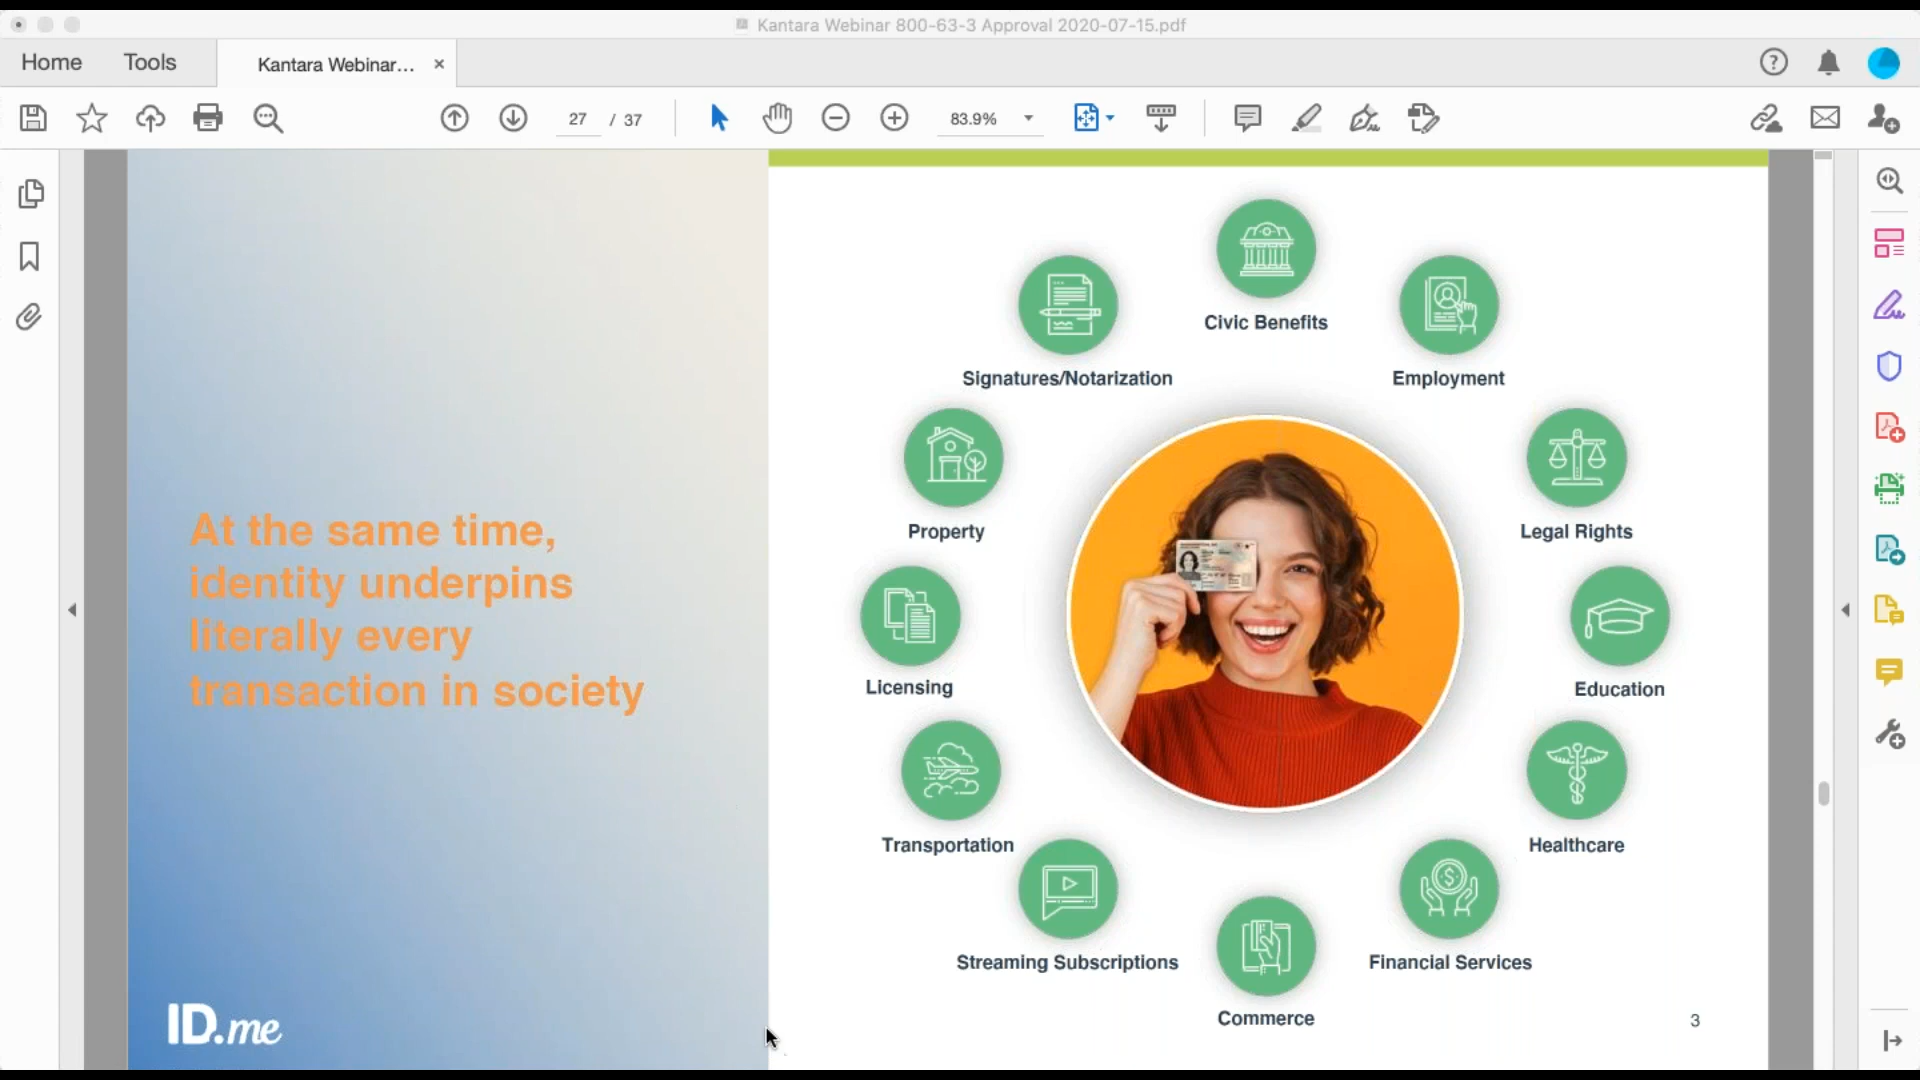 Kantara Webinar 800-63-3 Approval 2020-07-15.pdf
Home
Tools
Kantara Webinar...
27 / 37
83.9%
At the same time,
identity underpins
literally every
transaction in society
ID.me
Civic Benefits
Signatures/Notarization
Employment
Property
Legal Rights
Licensing
Education
Transportation
Healthcare
Streaming Subscriptions
Financial Services
Commerce
3